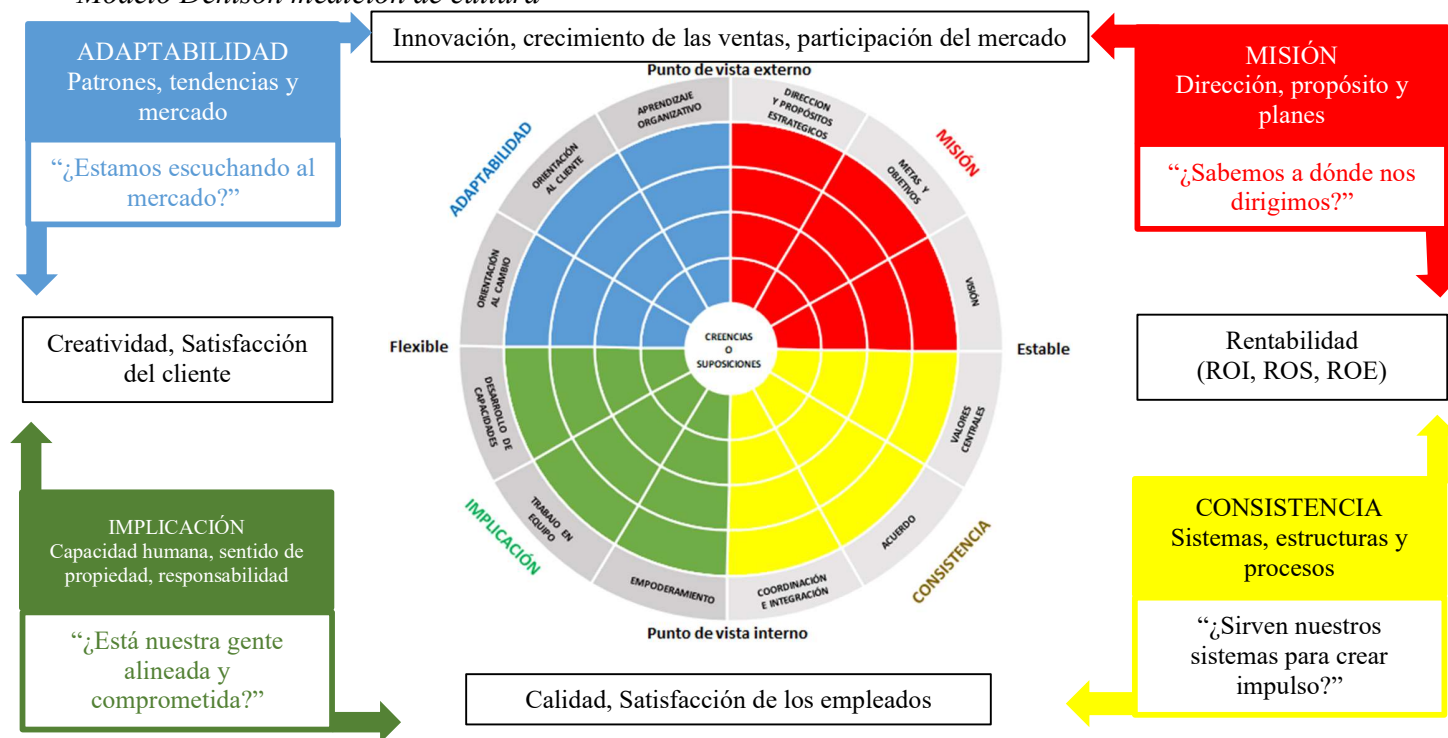 Modelo Denison medición de cultura
ADAPTABILIDAD
Patrones, tendencias y
mercado
“¿Estamos escuchando al
mercado?”
Innovación, crecimiento de las ventas, participación del mercado
MISIÓN
Dirección, propósito y
planes
“¿Sabemos a dónde nos
dirigimos?”
Punto de vista externo
ADAPTABILIDAD
MISIÓN
APRENDIZAJE
ORGANIZATIVO
DIRECCION
Y PROPÓSITOS
ESTRATEGICOS
ORIENTACIÓN
AL CLIENTE
METAS Y
OBJETIVOS
ORIENTACIÓN
AL CAMBIO
VISIÓN
Flexible
CREENCIAS
O
SUPOSICIONES
Estable
Creatividad, Satisfacción
del cliente
Rentabilidad
(ROI, ROS, ROE)
DESARROLLO DE
CAPACIDADES
VALORES
CENTRALES
TRABAJO EN
EQUIPO
ACUERDO
EMPODERAMIENTO
COORDINACIÓN
E INTEGRACIÓN
IMPLICACIÓN
CONSISTENCIA
Punto de vista interno
IMPLICACIÓN
Capacidad humana, sentido de
propiedad, responsabilidad
“¿Está nuestra gente
alineada y
comprometida?”
CONSISTENCIA
Sistemas, estructuras y
procesos
“¿Sirven nuestros
sistemas para crear
impulso?”
Calidad, Satisfacción de los empleados